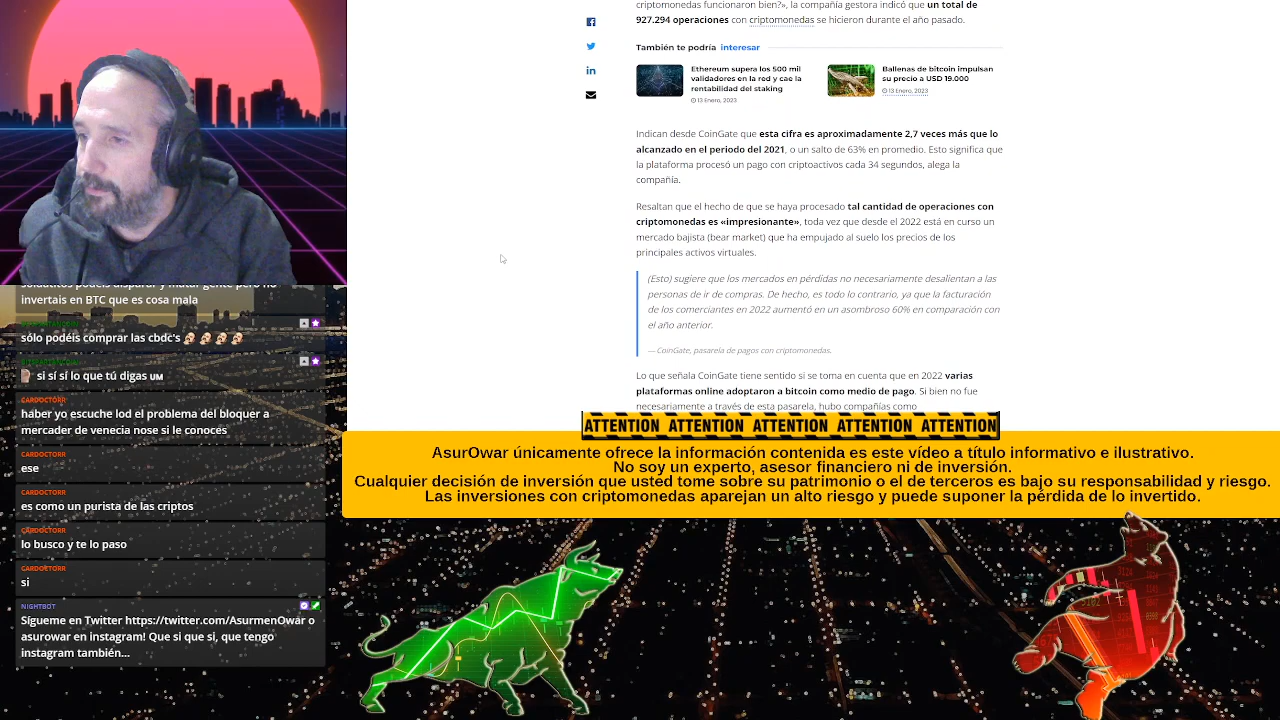 criptomonedas funcionaron bien?», la compañía gestora indicó que un total de
927.294 operaciones con criptomonedas se hicieron durante el año pasado.
También te podría interesar
Ethereum supera los 500 mil
validadores en la red y cae la
rentabilidad del staking
13 Enero, 2023
Ballenas de bitcoin impulsan
su precio a USD 19.000
13 Enero, 2023
Indican desde CoinGate que esta cifra es aproximadamente 2,7 veces más que lo
alcanzado en el periodo del 2021, o un salto de 63% en promedio. Esto significa que
la plataforma procesó un pago con criptoactivos cada 34 segundos, alega la
compañía.
Resaltan que el hecho de que se haya procesado tal cantidad de operaciones con
criptomonedas es «impresionante», toda vez que desde el 2022 está en curso un
mercado bajista (bear market) que ha empujado al suelo los precios de los
principales activos virtuales.
(Esto) sugiere que los mercados en pérdidas no necesariamente desalientan a las
personas de ir de compras. De hecho, es todo lo contrario, ya que la facturación
de los comerciantes en 2022 aumentó en un asombroso 60% en comparación con
el año anterior.
— CoinGate, pasarela de pagos con criptomonedas.
Lo que señala CoinGate tiene sentido si se toma en cuenta que en 2022 varias
plataformas online adoptaron a bitcoin como medio de pago. Si bien no fue
necesariamente a través de esta pasarela, hubo compañías como
soldaditos podéis disparar y matar gente pero no
invertais en BTC que es cosa mala
sólo podéis comprar las cbdc's
si sí sí lo que tú digas UM
CARDOCTORR
haber yo escuche lod el problema del bloquer a
mercader de venecia nose si le conoces
CARDOCTORR
ese
CARDOCTORR
es como un purista de las criptos
CARDOCTORR
lo busco y te lo paso
CARDOCTORR
si
NIGHTBOT
Sígueme en Twitter https://twitter.com/AsurmenOwar o
asurowar en instagram! Que si que si, que tengo
instagram también...
ATTENTION ATTENTION ATTENTION ATTENTION ATTENTION
AsurOwar únicamente ofrece la información contenida es este vídeo a título informativo e ilustrativo.
No soy un experto, asesor financiero ni de inversión.
Cualquier decisión de inversión que usted tome sobre su patrimonio o el de terceros es bajo su responsabilidad y riesgo.
Las inversiones con criptomonedas aparejan un alto riesgo y puede suponer la pérdida de lo invertido.